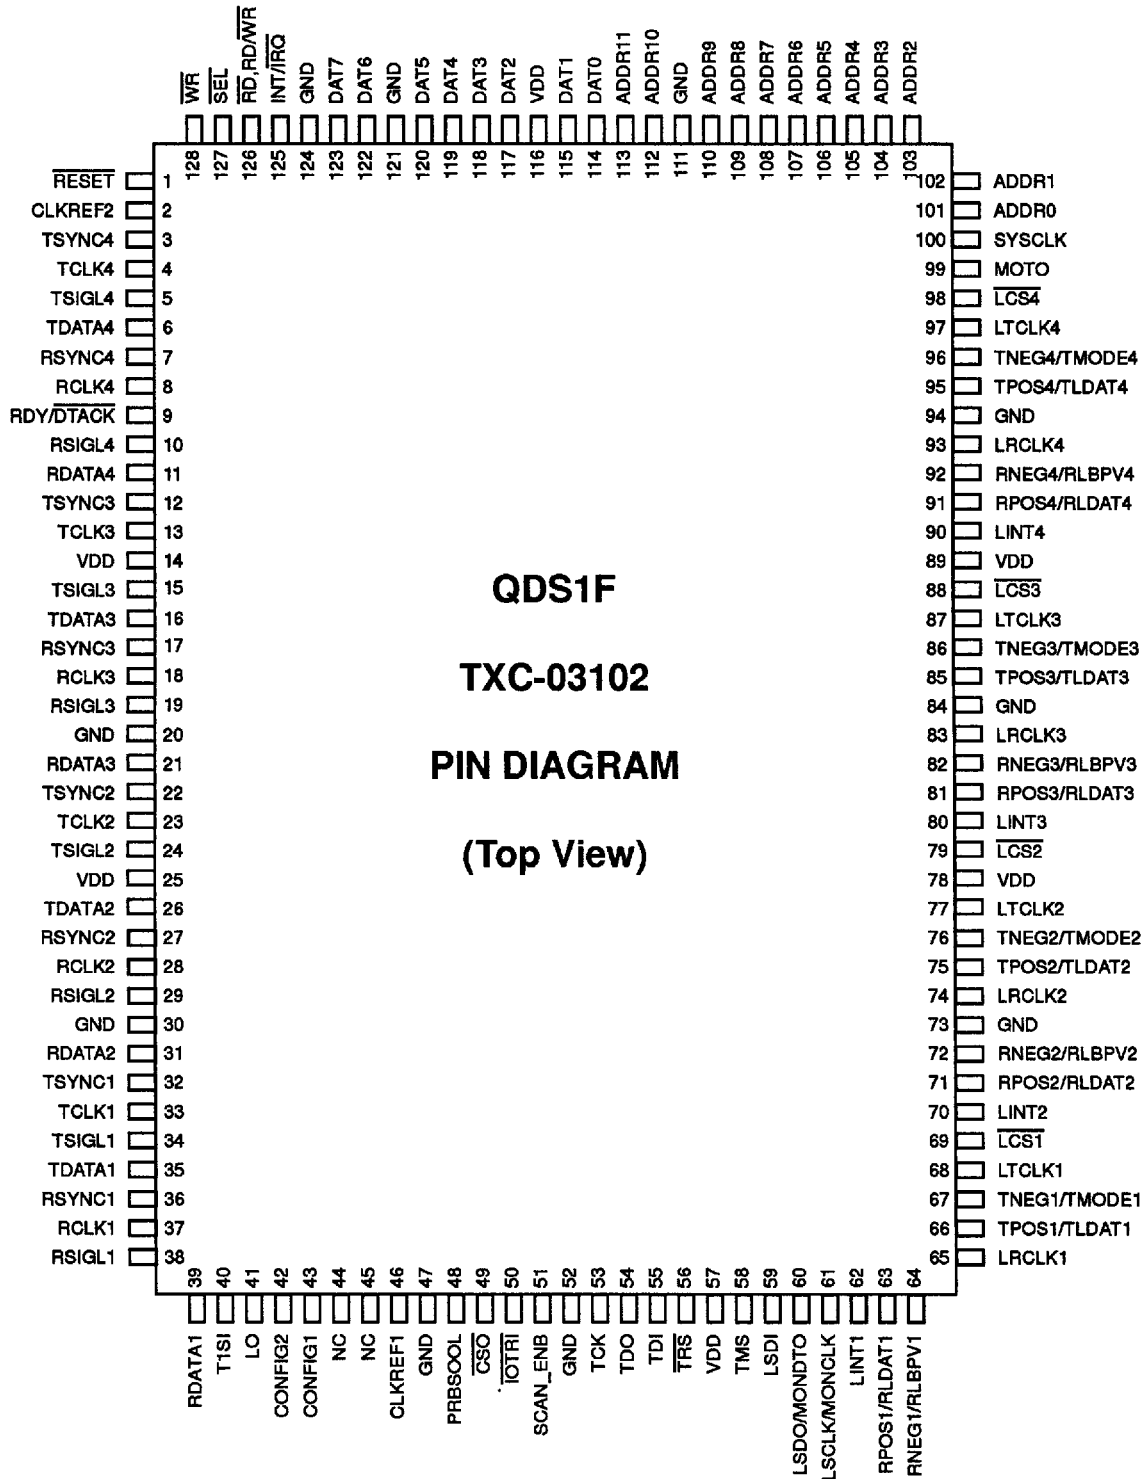 WR
SEL
RD,RD/WR
INT/IRQ
GND
DAT7
DAT6
GND
DAT5
DAT4
DAT3
DAT2
VDD
DAT1
DAT0
ADDR11
ADDR10
GND
ADDR9
ADDR8
ADDR7
ADDR6
ADDR5
ADDR4
ADDR3
ADDR2
128
127
126
125
124
123
122
121
120
119
118
117
116
115
114
113
112
111
110
109
108
107
106
105
104
103
RESET 1
CLKREF2 2
TSYNC4 3
TCLK4 4
TSIGL4 5
TDATA4 6
RSYNC4 7
RCLK4 8
RDY/DTACK 9
RSIGL4 10
RDATA4 11
TSYNC3 12
TCLK3 13
VDD 14
TSIGL3 15
TDATA3 16
RSYNC3 17
RCLK3 18
RSIGL3 19
GND 20
RDATA3 21
TSYNC2 22
TCLK2 23
TSIGL2 24
VDD 25
TDATA2 26
RSYNC2 27
RCLK2 28
RSIGL2 29
GND 30
RDATA2 31
TSYNC1 32
TCLK1 33
TSIGL1 34
TDATA1 35
RSYNC1 36
RCLK1 37
RSIGL1 38
QDS1F
TXC-03102
PIN DIAGRAM
(Top View)
102 ADDR1
101 ADDR0
100 SYSCLK
99 MOTO
98 LCS4
97 LTCLK4
96 TNEG4/TMODE4
95 TPOS4/TLDAT4
94 GND
93 LRCLK4
92 RNEG4/RLBPV4
91 RPOS4/RLDAT4
90 LINT4
89 VDD
88 LCS3
87 LTCLK3
86 TNEG3/TMODE3
85 TPOS3/TLDAT3
84 GND
83 LRCLK3
82 RNEG3/RLBPV3
81 RPOS3/RLDAT3
80 LINT3
79 LCS2
78 VDD
77 LTCLK2
76 TNEG2/TMODE2
75 TPOS2/TLDAT2
74 LRCLK2
73 GND
72 RNEG2/RLBPV2
71 RPOS2/RLDAT2
70 LINT2
69 LCS1
68 LTCLK1
67 TNEG1/TMODE1
66 TPOS1/TLDAT1
65 LRCLK1
39
40
41
42
43
44
45
46
47
48
49
50
51
52
53
54
55
56
57
58
59
60
61
62
63
64
RDATA1
T1SI
LO
CONFIG2
CONFIG1
NC
NC
CLKREF1
GND
PRBSOOL
CSO
IOTRI
SCAN_ENB
GND
TCK
TDO
TDI
TRS
VDD
TMS
LSDI
LSDO/MONDTO
LSCLK/MONCLK
LINT1
RPOS1/RLDAT1
RNEG1/RLBPV1